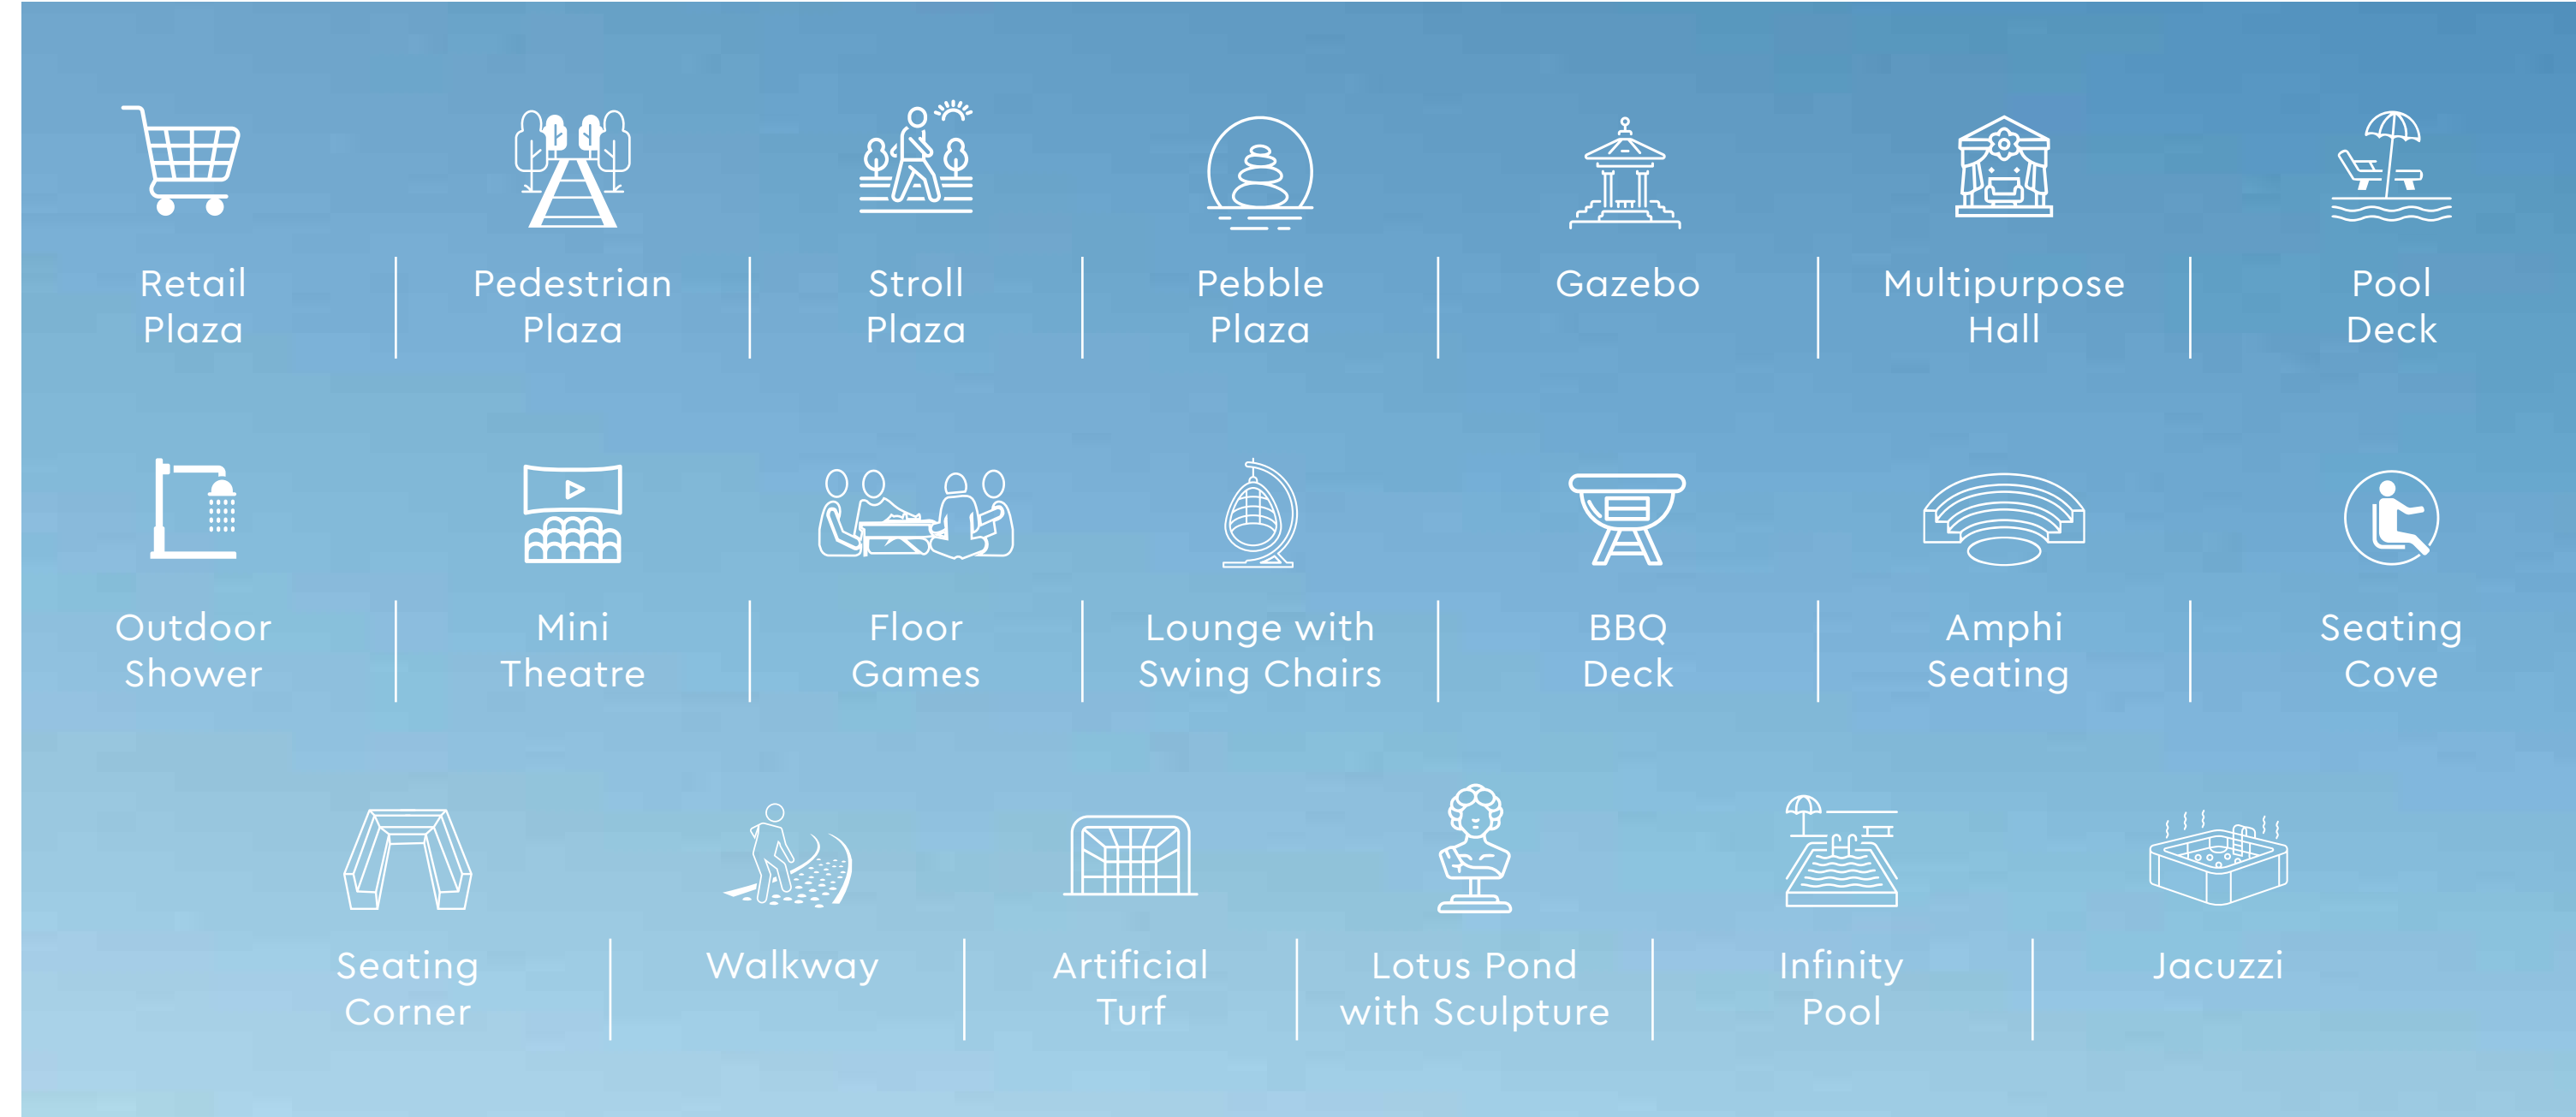 Retail
Plaza
Pedestrian
Plaza
Stroll
Plaza
Pebble
Plaza
Gazebo
Multipurpose
Hall
Pool
Deck
Outdoor
Shower
Mini
Theatre
Floor
Games
Lounge with
Swing Chairs
BBQ
Deck
Amphi
Seating
Seating
Cove
Seating
Corner
Walkway
Artificial
Turf
Lotus Pond
with Sculpture
Infinity
Pool
Jacuzzi